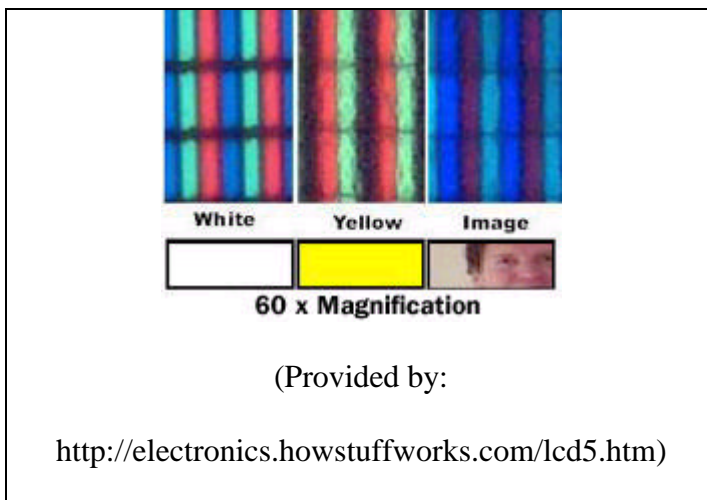 White Yellow Image
60 x Magnification
(Provided by:
http://electronics.howstuffworks.com/lcd5.htm)